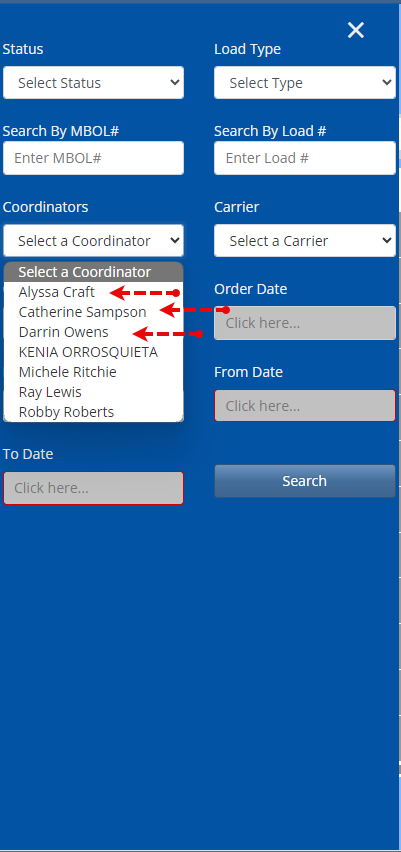 Status
Load Type
Select Status
Select Type
Search By MBOL#
Search By Load #
Enter MBOL#
Enter Load #
Coordinators
Carrier
Select a Coordinator
Select a Carrier
Select a Coordinator
Alyssa Craft
Catherine Sampson
Darrin Owens
KENIA ORROSQUIETA
Michele Ritchie
Ray Lewis
Robby Roberts
Order Date
Click here...
From Date
Click here...
To Date
Click here...
Search